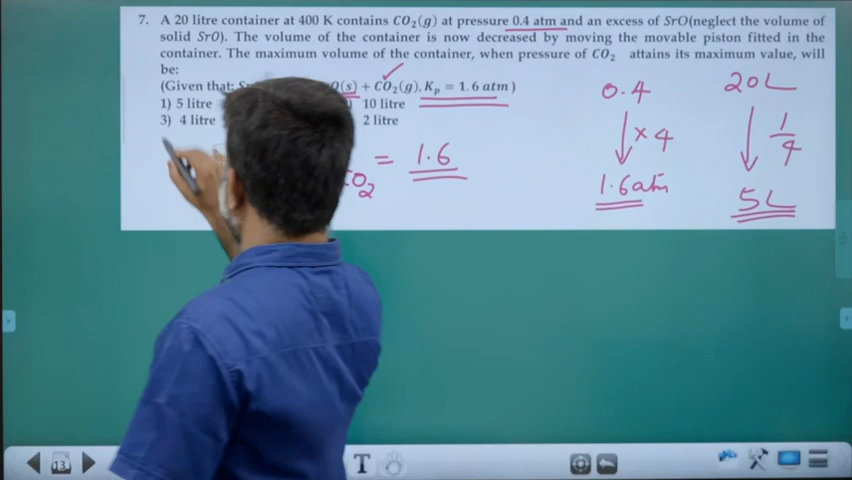 7. A 20 litre container at 400 K contains CO₂(g) at pressure 0.4 atm and an excess of SrO(neglect the volume of
solid SrO). The volume of the container is now decreased by moving the movable piston fitted in the
container. The maximum volume of the container, when pressure of CO₂ attains its maximum value, will
be:
(Given that: (s) + CO₂(g), Kp = 1.6 atm)
1) 5 litre 10 litre
3) 4 litre 2 litre
0.4 20L
×4 1/4
1.6atm 5L
CO₂ = 1.6
13
T